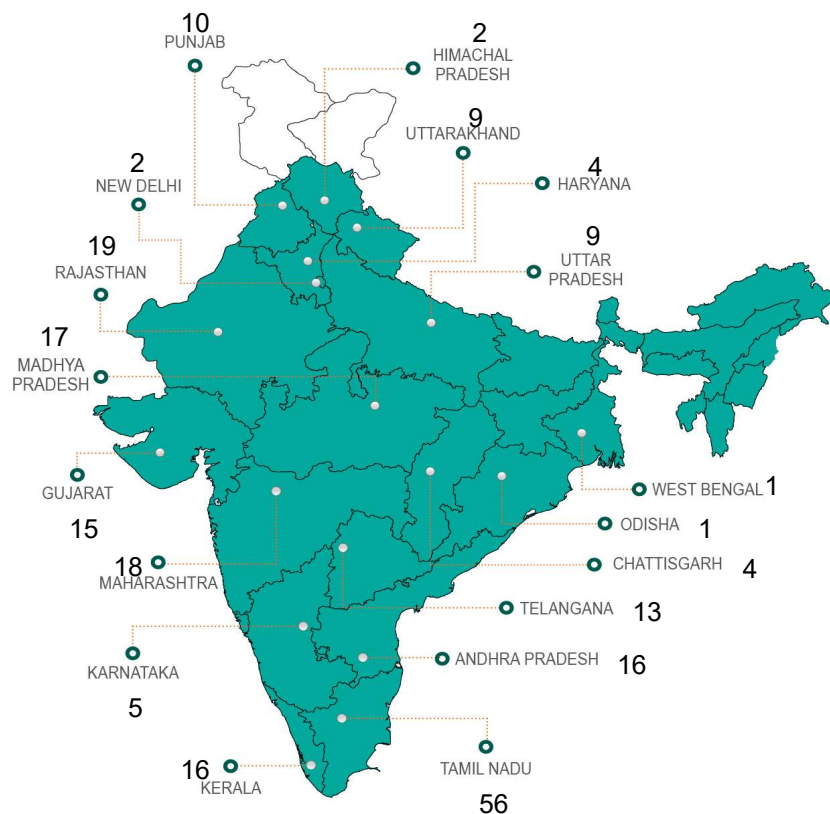 10
PUNJAB
2
HIMACHAL
PRADESH
9
UTTARAKHAND
2
NEW DELHI
4
HARYANA
19
RAJASTHAN
9
UTTAR
PRADESH
17
MADHYA
PRADESH
GUJARAT
15
WEST BENGAL 1
ODISHA 1
18
MAHARASHTRA
CHATTISGARH 4
TELANGANA 13
KARNATAKA
5
ANDHRA PRADESH 16
16
KERALA
TAMIL NADU
56